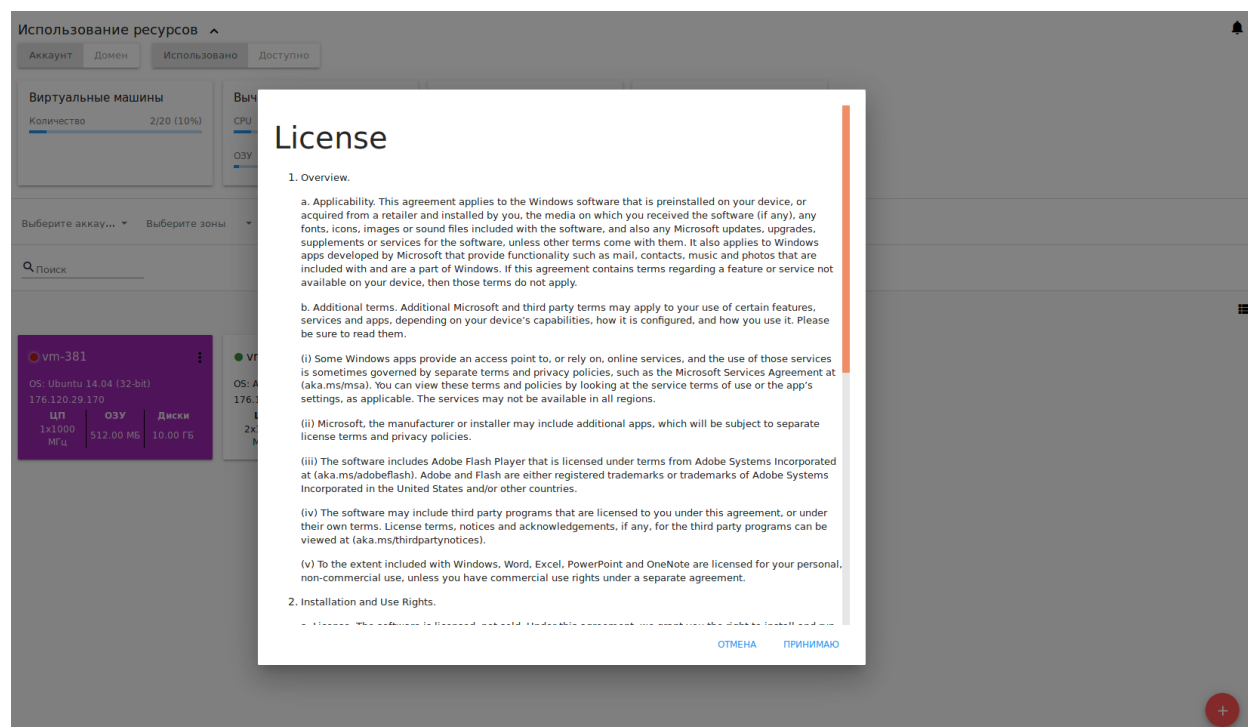 Использование ресурсов
Аккаунт Домен Использовано Доступно
Виртуальные машины
Количество 2/20 (10%)
CPU
ОЗУ
Выберите аккау... Выберите зоны
Поиск
vm-381
OS: Ubuntu 14.04 (32-bit)
176.120.29.170
ЦП ОЗУ Диски
1x1000 МГц 512.00 МБ 10.00 ГБ
License
1. Overview.
a. Applicability. This agreement applies to the Windows software that is preinstalled on your device, or
acquired from a retailer and installed by you, the media on which you received the software (if any), any
fonts, icons, images or sound files included with the software, and also any Microsoft updates, upgrades,
supplements or services for the software, unless other terms come with them. It also applies to Windows
apps developed by Microsoft that provide functionality such as mail, contacts, music and photos that are
included with and are a part of Windows. If this agreement contains terms regarding a feature or service not
available on your device, then those terms do not apply.
b. Additional terms. Additional Microsoft and third party terms may apply to your use of certain features,
services and apps, depending on your device’s capabilities, how it is configured, and how you use it. Please
be sure to read them.
(i) Some Windows apps provide an access point to, or rely on, online services, and the use of those services
is sometimes governed by separate terms and privacy policies, such as the Microsoft Services Agreement at
(aka.ms/msa). You can view these terms and policies by looking at the service terms of use or the app’s
settings, as applicable. The services may not be available in all regions.
(ii) Microsoft, the manufacturer or installer may include additional apps, which will be subject to separate
license terms and privacy policies.
(iii) The software includes Adobe Flash Player that is licensed under terms from Adobe Systems Incorporated
at (aka.ms/adobeflash). Adobe and Flash are either registered trademarks or trademarks of Adobe Systems
Incorporated in the United States and/or other countries.
(iv) The software may include third party programs that are licensed to you under this agreement, or under
their own terms. License terms, notices and acknowledgements, if any, for the third party programs can be
viewed at (aka.ms/thirdpartynotices).
(v) To the extent included with Windows, Word, Excel, PowerPoint and OneNote are licensed for your personal,
non-commercial use, unless you have commercial use rights under a separate agreement.
2. Installation and Use Rights.
ОТМЕНА ПРИНИМАЮ